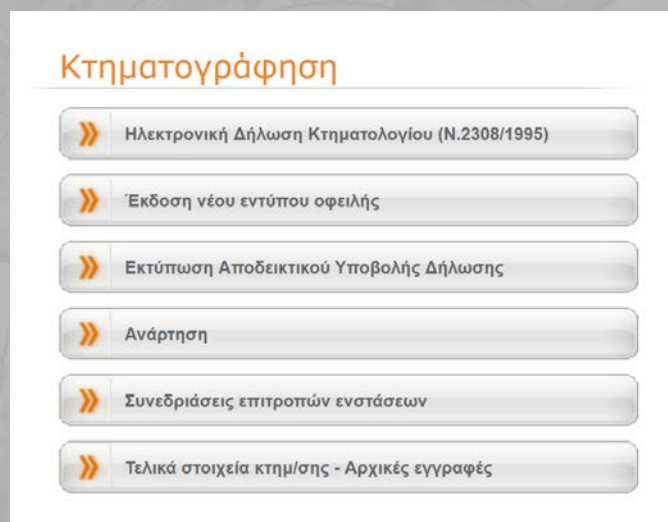 Κτηματογράφηση
Ηλεκτρονική Δήλωση Κτηματολογίου (Ν.2308/1995)
Έκδοση νέου εντύπου οφειλής
Εκτύπωση Αποδεικτικού Υποβολής Δήλωσης
Ανάρτηση
Συνεδριάσεις επιτροπών ενστάσεων
Τελικά στοιχεία κτημ/σης - Αρχικές εγγραφές